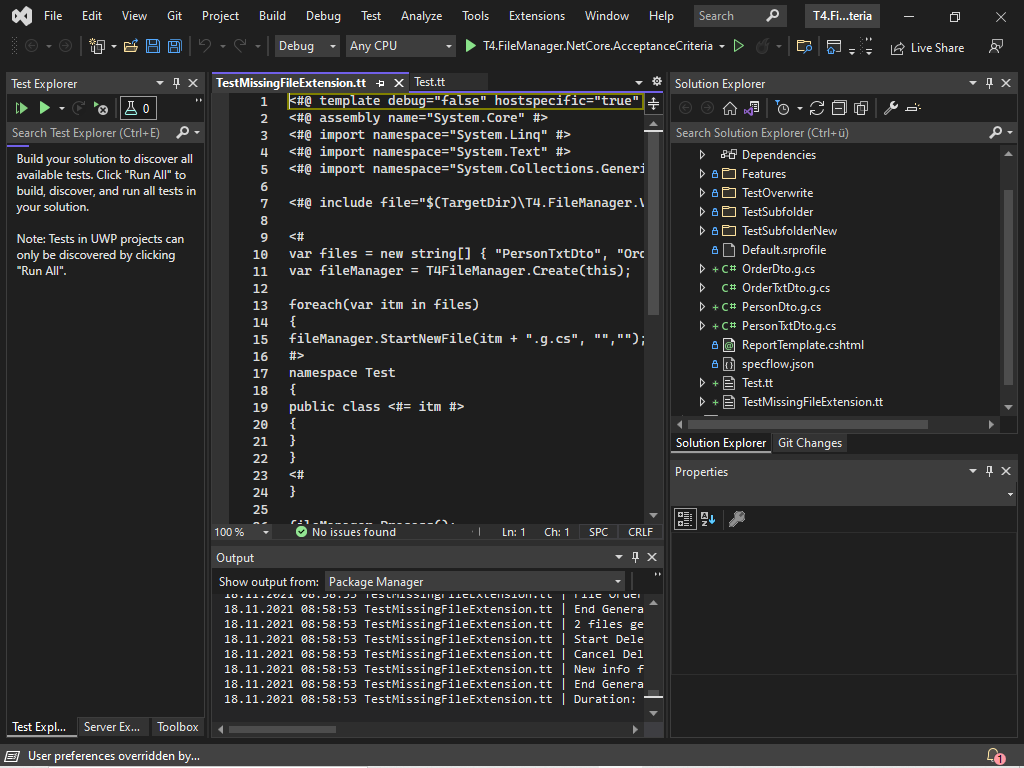 File Edit View Git Project Build Debug Test Analyze Tools Extensions Window Help Search T4.Fi...teria
Debug Any CPU T4.FileManager.NetCore.AcceptanceCriteria Live Share
Test Explorer
0
Search Test Explorer (Ctrl+E)
Build your solution to discover all
available tests. Click "Run All" to
build, discover, and run all tests in
your solution.
Note: Tests in UWP projects can
only be discovered by clicking
"Run All".
Test Expl... Server Ex... Toolbox
TestMissingFileExtension.tt Test.tt
1 <#@ template debug="false" hostspecific="true"
2 <#@ assembly name="System.Core" #>
3 <#@ import namespace="System.Linq" #>
4 <#@ import namespace="System.Text" #>
5 <#@ import namespace="System.Collections.Generi
6
7 <#@ include file="$(TargetDir)\T4.FileManager.V
8
9 <#
10 var files = new string[] { "PersonTxtDto", "Ord
11 var fileManager = T4FileManager.Create(this);
12
13 foreach(var itm in files)
14 {
15 fileManager.StartNewFile(itm + ".g.cs", "","");
16 #>
17 namespace Test
18 {
19 public class <#= itm #>
20 {
21 }
22 }
23 <#
24 }
25
26 fileManager.Process();
100 % No issues found Ln: 1 Ch: 1 SPC CRLF
Output
Show output from: Package Manager
18.11.2021 08:58:53 TestMissingFileExtension.tt | File Order
18.11.2021 08:58:53 TestMissingFileExtension.tt | End Genera
18.11.2021 08:58:53 TestMissingFileExtension.tt | 2 files ge
18.11.2021 08:58:53 TestMissingFileExtension.tt | Start Dele
18.11.2021 08:58:53 TestMissingFileExtension.tt | Cancel Del
18.11.2021 08:58:53 TestMissingFileExtension.tt | New info f
18.11.2021 08:58:53 TestMissingFileExtension.tt | End Genera
18.11.2021 08:58:53 TestMissingFileExtension.tt | Duration:
Solution Explorer
Search Solution Explorer (Ctrl+ü)
Dependencies
Features
TestOverwrite
TestSubfolder
TestSubfolderNew
Default.srprofile
+ C# OrderDto.g.cs
C# OrderTxtDto.g.cs
+ C# PersonDto.g.cs
+ C# PersonTxtDto.g.cs
ReportTemplate.cshtml
specflow.json
+ Test.tt
+ TestMissingFileExtension.tt
Solution Explorer Git Changes
Properties
User preferences overridden by...
1